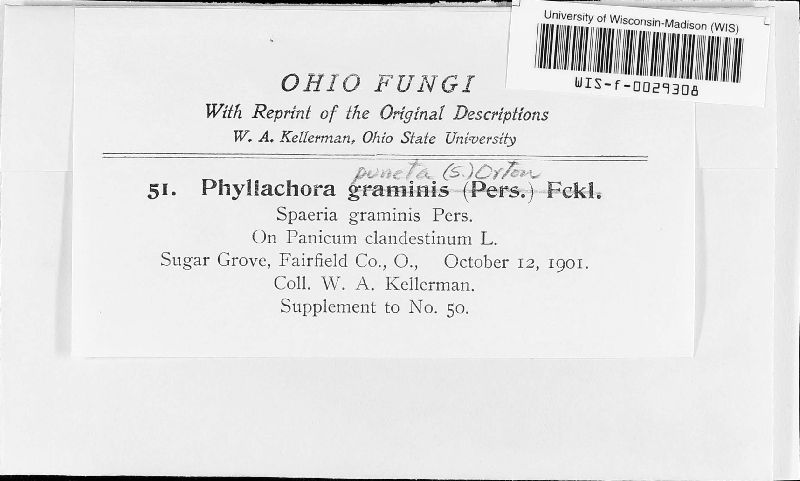 University of Wisconsin-Madison (WIS)
WIS-f-0029308
OHIO FUNGI
With Reprint of the Original Descriptions
W. A. Kellerman, Ohio State University
puncta (S.) Orton
51. Phyllachora graminis (Pers.) Fckl.
Spaeria graminis Pers.
On Panicum clandestinum L.
Sugar Grove, Fairfield Co., O., October 12, 1901.
Coll. W. A. Kellerman.
Supplement to No. 50.